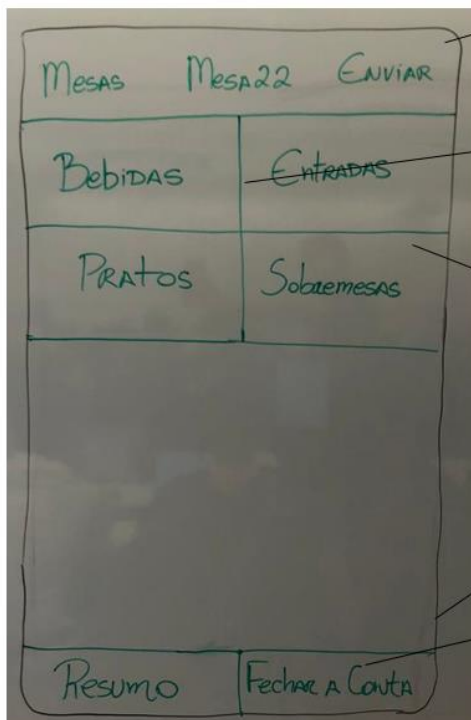 Mesas Mesa22 Enviar
Bebidas Entradas
Pratos Sobremesas
Resumo Fechar a Conta